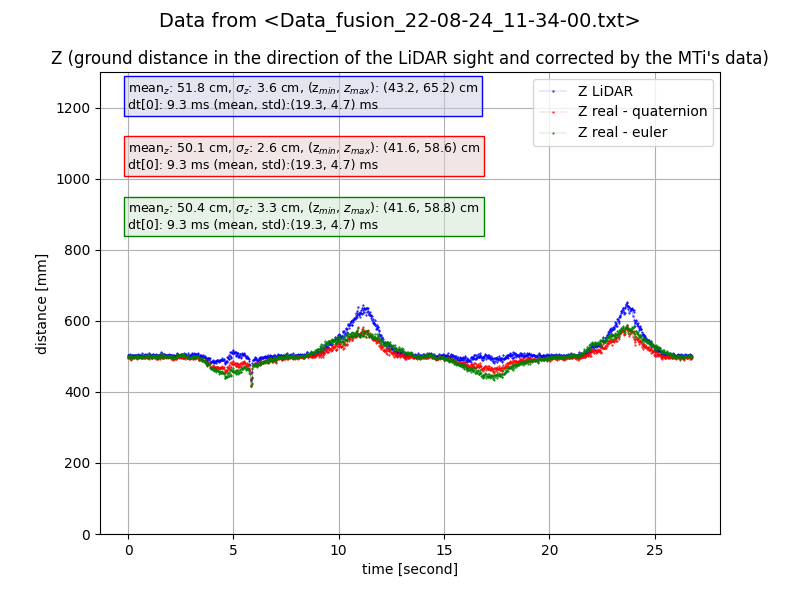 Data from <Data_fusion_22-08-24_11-34-00.txt>
Z (ground distance in the direction of the LiDAR sight and corrected by the MTi's data)
mean_z: 51.8 cm, σ_z: 3.6 cm, (z_min, z_max): (43.2, 65.2) cm
dt[0]: 9.3 ms (mean, std):(19.3, 4.7) ms
mean_z: 50.1 cm, σ_z: 2.6 cm, (z_min, z_max): (41.6, 58.6) cm
dt[0]: 9.3 ms (mean, std):(19.3, 4.7) ms
mean_z: 50.4 cm, σ_z: 3.3 cm, (z_min, z_max): (41.6, 58.8) cm
dt[0]: 9.3 ms (mean, std):(19.3, 4.7) ms
Z LiDAR
Z real - quaternion
Z real - euler
distance [mm]
1200
1000
800
600
400
200
0
0 5 10 15 20 25
time [second]